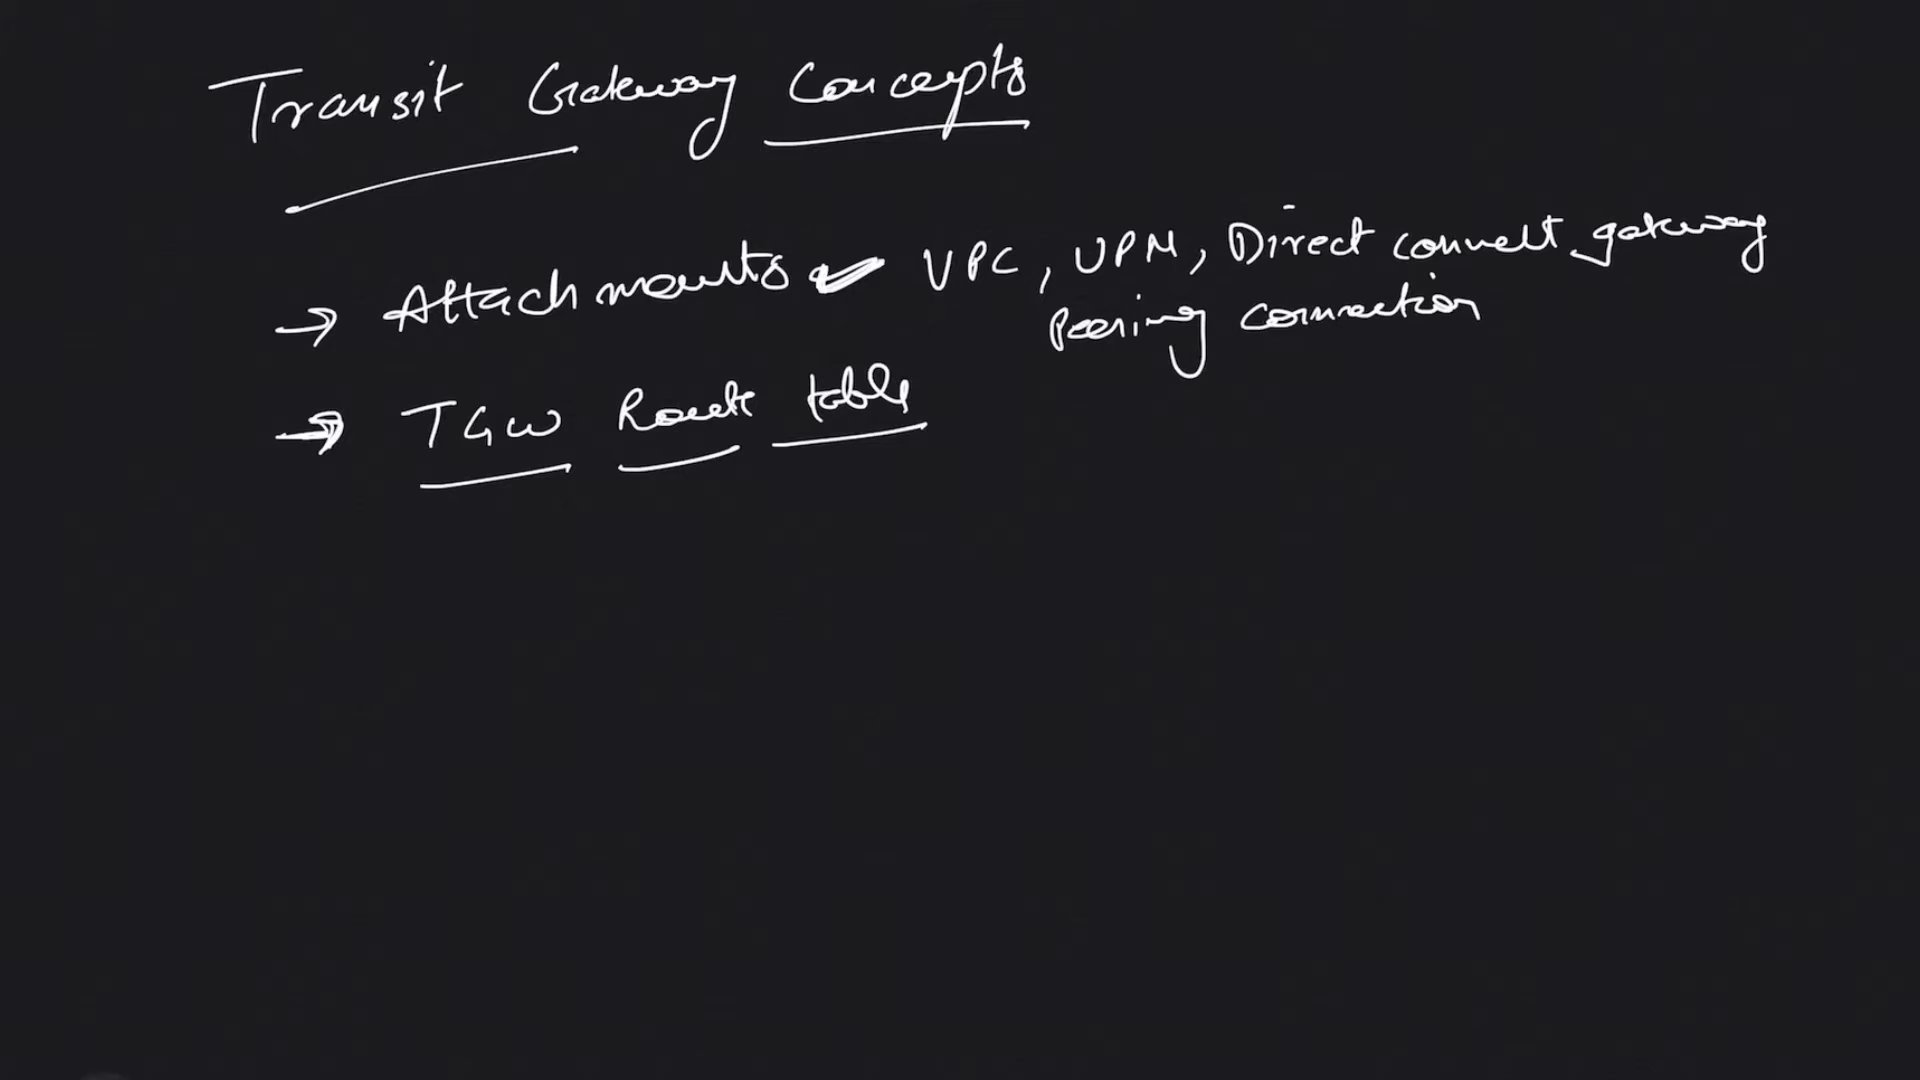 Transit Gateway Concepts
→ Attachments ✔ VPC, VPN, Direct connect gateway
Peering connection
→ TGW Route table